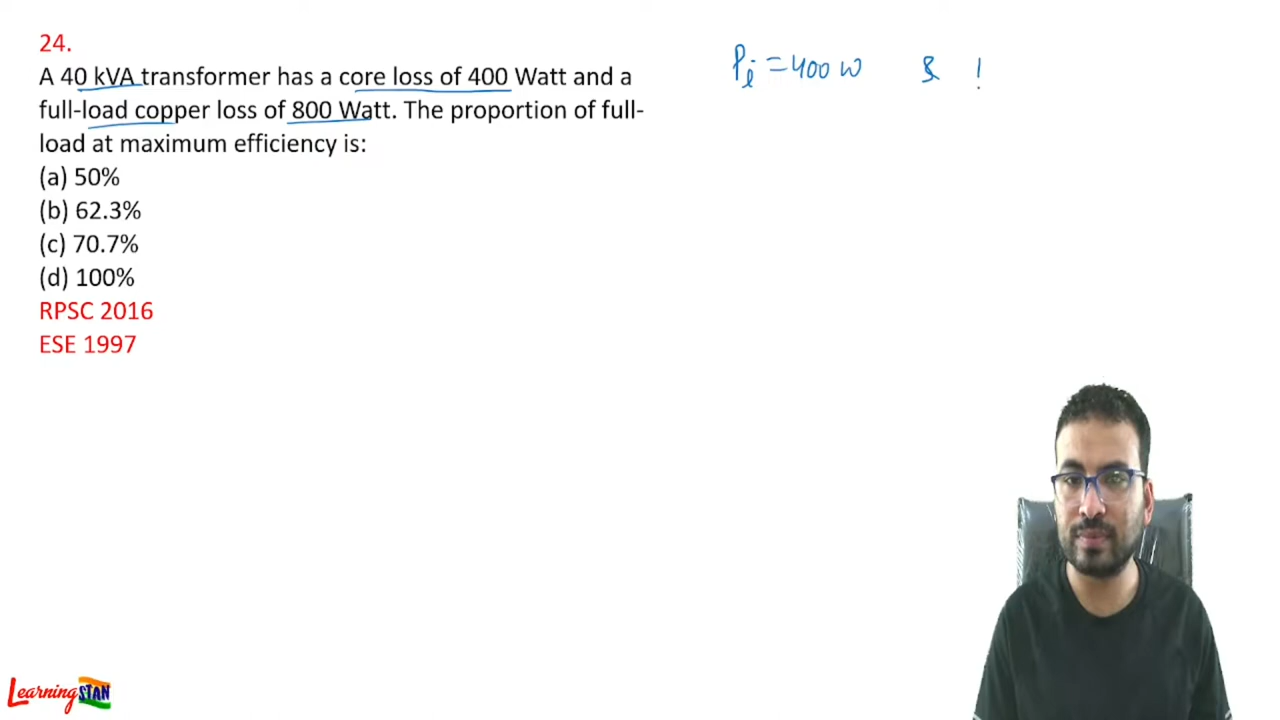 24.
A 40 kVA transformer has a core loss of 400 Watt and a
full-load copper loss of 800 Watt. The proportion of full-
load at maximum efficiency is:
(a) 50%
(b) 62.3%
(c) 70.7%
(d) 100%
RPSC 2016
ESE 1997
Pi = 400 W &
LearningSTAN